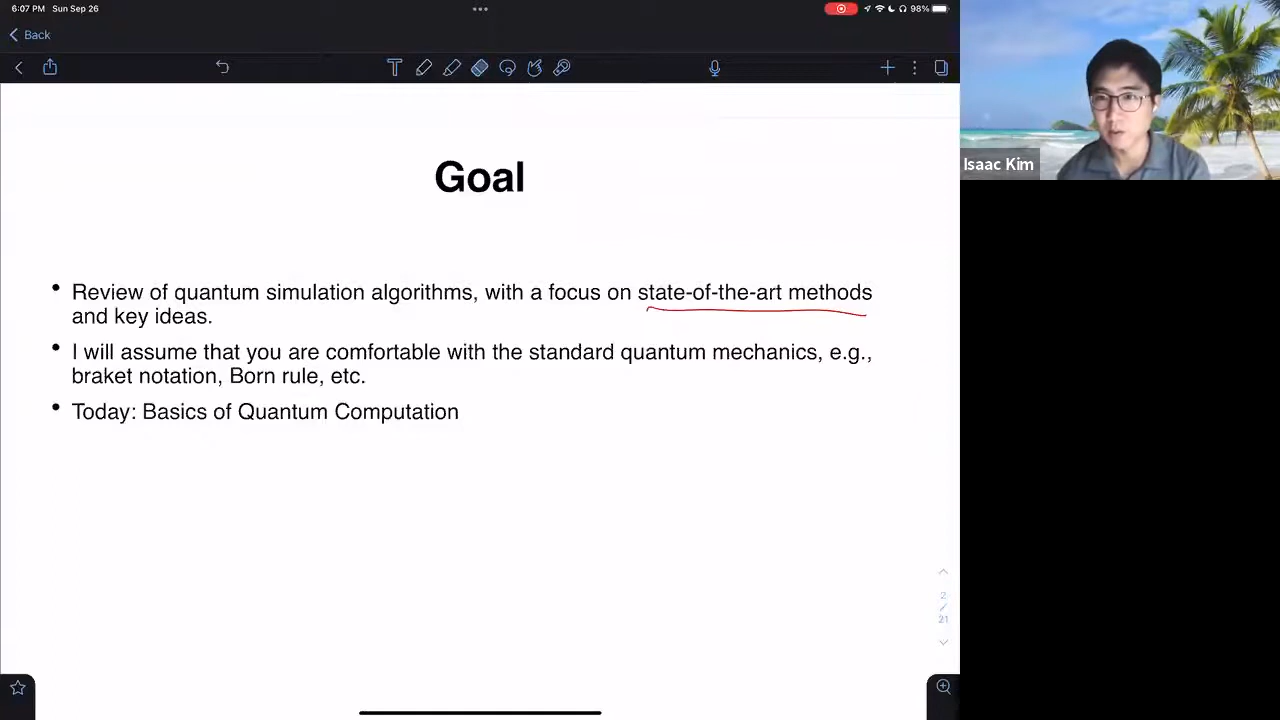 6:07 PM Sun Sep 26
98%
Back
T
Isaac Kim
Goal
• Review of quantum simulation algorithms, with a focus on state-of-the-art methods
and key ideas.
• I will assume that you are comfortable with the standard quantum mechanics, e.g.,
braket notation, Born rule, etc.
• Today: Basics of Quantum Computation
2
/
21